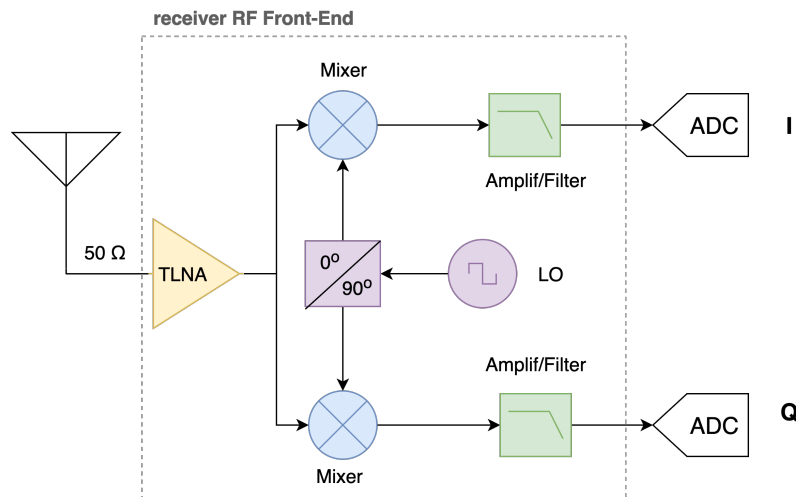 receiver RF Front-End
Mixer
ADC
I
Amplif/Filter
50 Ω
TLNA
0º
90º
LO
Amplif/Filter
ADC
Q
Mixer